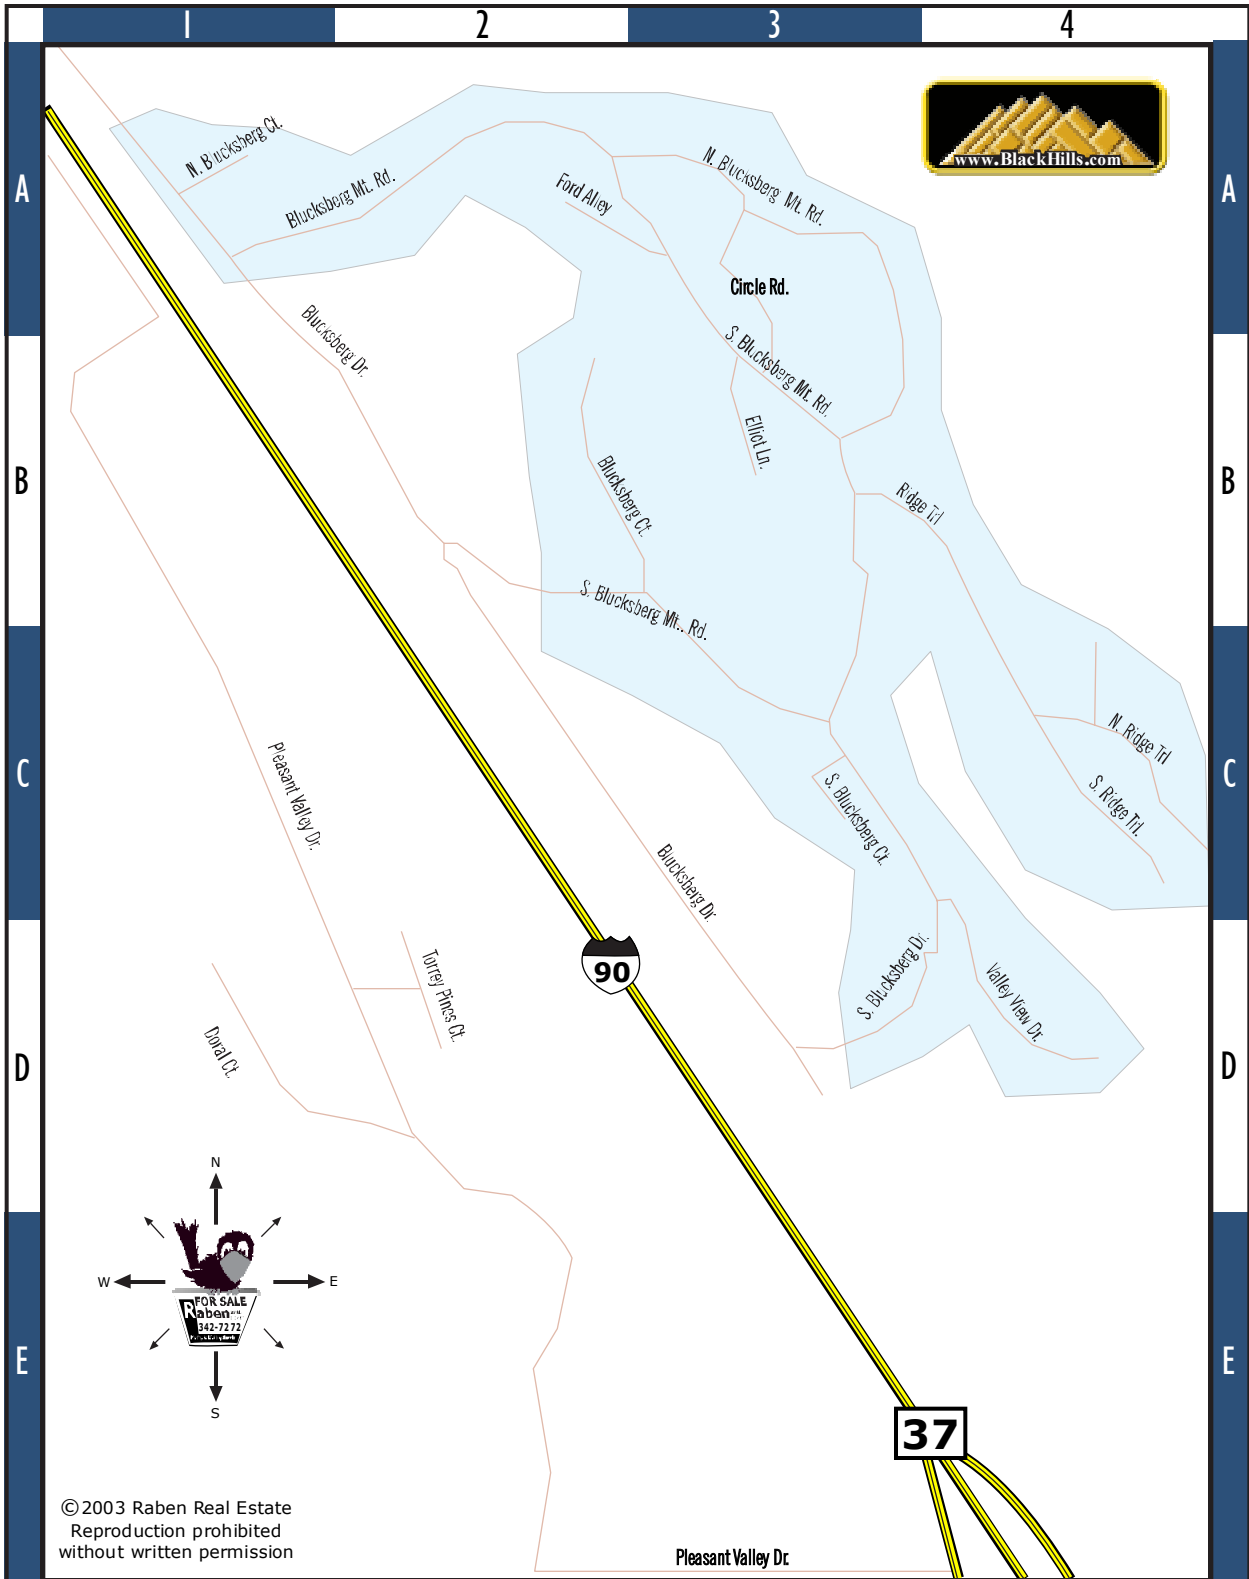 1
2
3
4
A
A
www.BlackHills.com
N. Blucksberg Ct.
Blucksberg Mt. Rd.
Ford Alley
N. Blucksberg Mt. Rd.
Circle Rd.
Blucksberg Dr.
S. Blucksberg Mt. Rd.
B
B
Elliot Ln.
Blucksberg Ct.
Ridge Trl
S. Blucksberg Mt.. Rd.
C
C
N. Ridge Trl
S. Ridge Trl.
Pleasant Valley Dr.
S. Blucksberg Ct.
Blucksberg Dr.
90
Torrey Pines Ct.
S. Blucksberg Dr.
Valley View Dr.
Doral Ct.
D
D
N
W
E
S
FOR SALE
Raben
342-7272
E
E
37
©2003 Raben Real Estate
Reproduction prohibited
without written permission
Pleasant Valley Dr.